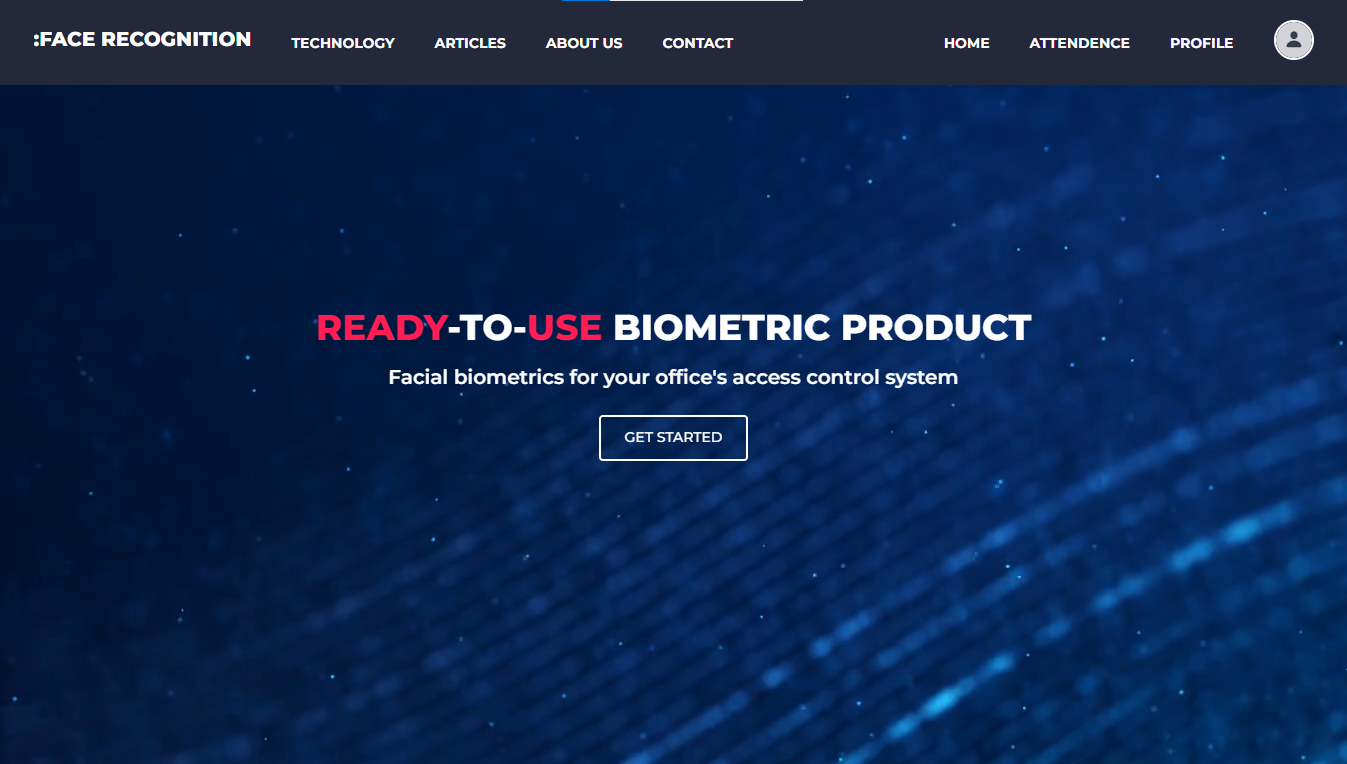 :FACE RECOGNITION TECHNOLOGY ARTICLES ABOUT US CONTACT HOME ATTENDENCE PROFILE
READY-TO-USE BIOMETRIC PRODUCT
Facial biometrics for your office's access control system
GET STARTED